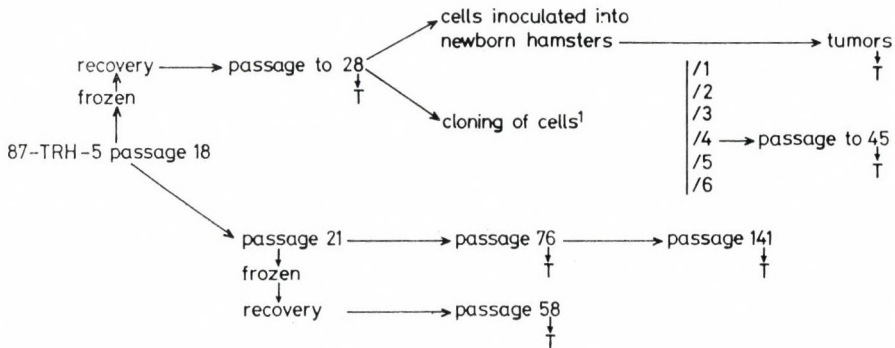 cells inoculated into
newborn hamsters
tumors
T
recovery
passage to 28
T
frozen
cloning of cells¹
/1
/2
/3
/4
/5
/6
passage to 45
T
87-TRH-5 passage 18
passage 21
passage 76
T
passage 141
T
frozen
recovery
passage 58
T